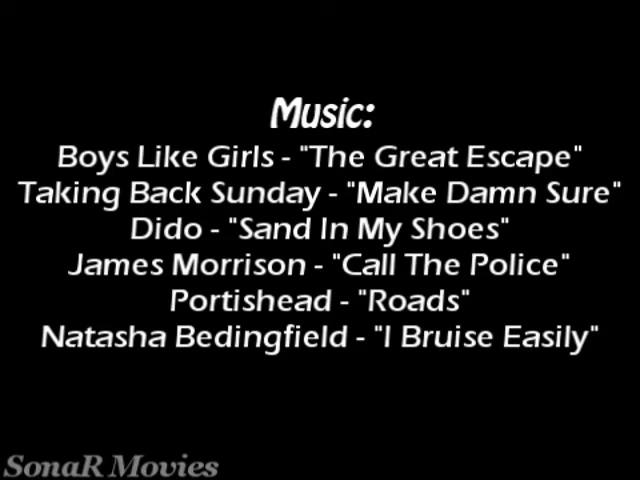 Music:
Boys Like Girls - "The Great Escape"
Taking Back Sunday - "Make Damn Sure"
Dido - "Sand In My Shoes"
James Morrison - "Call The Police"
Portishead - "Roads"
Natasha Bedingfield - "I Bruise Easily"
SonaR Movies